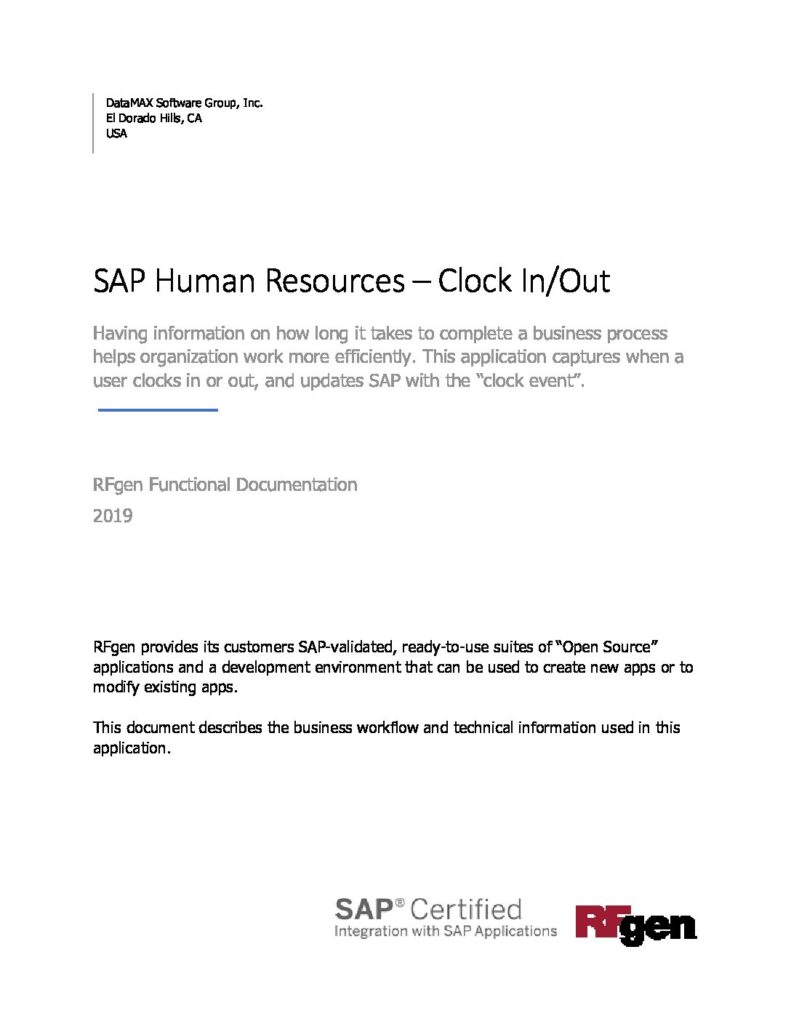 DataMAX Software Group, Inc.
El Dorado Hills, CA
USA
SAP Human Resources – Clock In/Out
Having information on how long it takes to complete a business process
helps organization work more efficiently. This application captures when a
user clocks in or out, and updates SAP with the “clock event”.
RFgen Functional Documentation
2019
RFgen provides its customers SAP-validated, ready-to-use suites of “Open Source”
applications and a development environment that can be used to create new apps or to
modify existing apps.
This document describes the business workflow and technical information used in this
application.
SAP® Certified
Integration with SAP Applications
RFgen